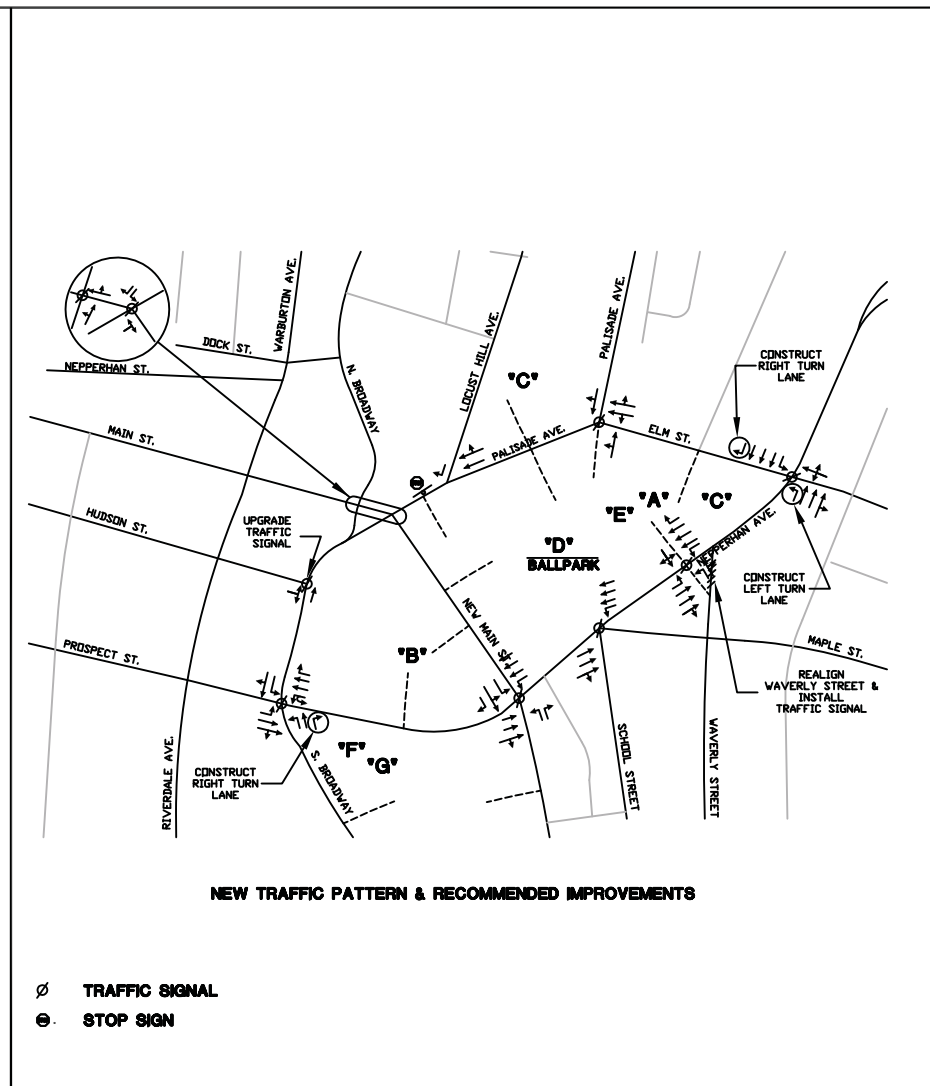 WARBURTON AVE.
DOCK ST.
NEPPERHAN ST.
N. BROADWAY
LOCUST HILL AVE.
PALISADE AVE.
"C"
CONSTRUCT
RIGHT TURN
LANE
MAIN ST.
PALISADE AVE.
ELM ST.
HUDSON ST.
UPGRADE
TRAFFIC
SIGNAL
"E"
"A"
"C"
"D"
BALLPARK
NEPPERHAN AVE.
CONSTRUCT
LEFT TURN
LANE
NEW MAIN ST.
PROSPECT ST.
"B"
MAPLE ST.
REALIGN
WAVERLY STREET &
INSTALL
TRAFFIC SIGNAL
RIVERDALE AVE.
CONSTRUCT
RIGHT TURN
LANE
S. BROADWAY
"F"
"G"
SCHOOL STREET
WAVERLY STREET
NEW TRAFFIC PATTERN & RECOMMENDED IMPROVEMENTS
TRAFFIC SIGNAL
STOP SIGN